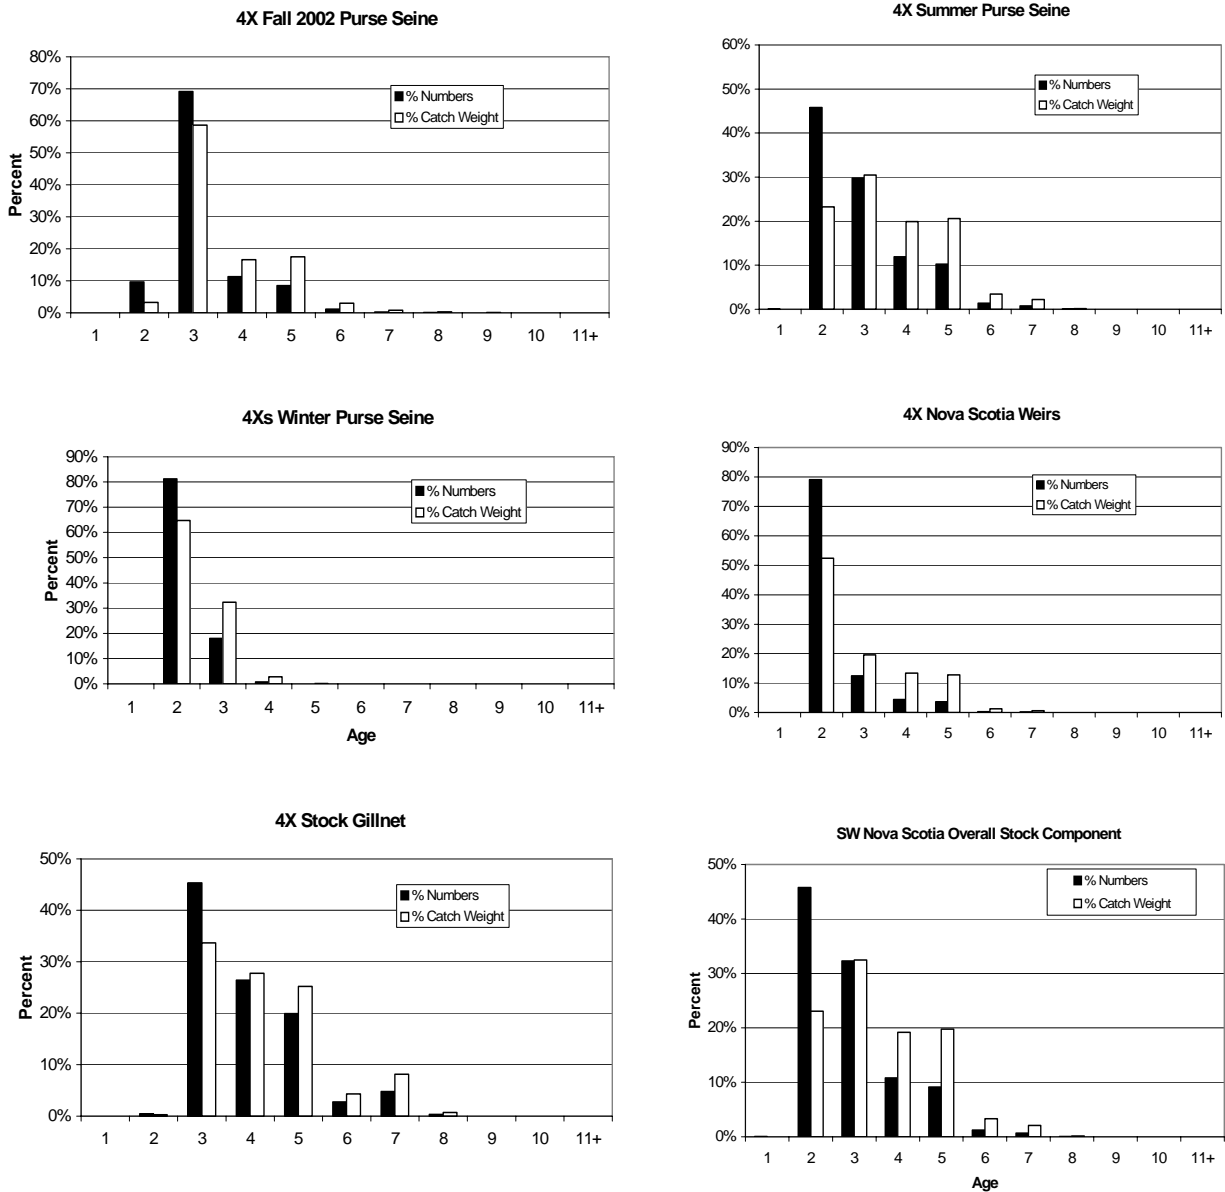 4X Fall 2002 Purse Seine
80%
70%
60%
50%
40%
30%
20%
10%
0%
Percent
% Numbers
% Catch Weight
1 2 3 4 5 6 7 8 9 10 11+
4X Summer Purse Seine
60%
50%
40%
30%
20%
10%
0%
% Numbers
% Catch Weight
1 2 3 4 5 6 7 8 9 10 11+
4Xs Winter Purse Seine
90%
80%
70%
60%
50%
40%
30%
20%
10%
0%
Percent
% Numbers
% Catch Weight
1 2 3 4 5 6 7 8 9 10 11+
Age
4X Nova Scotia Weirs
90%
80%
70%
60%
50%
40%
30%
20%
10%
0%
% Numbers
% Catch Weight
1 2 3 4 5 6 7 8 9 10 11+
4X Stock Gillnet
50%
40%
30%
20%
10%
0%
Percent
% Numbers
% Catch Weight
1 2 3 4 5 6 7 8 9 10 11+
SW Nova Scotia Overall Stock Component
50%
40%
30%
20%
10%
0%
Percent
% Numbers
% Catch Weight
1 2 3 4 5 6 7 8 9 10 11+
Age